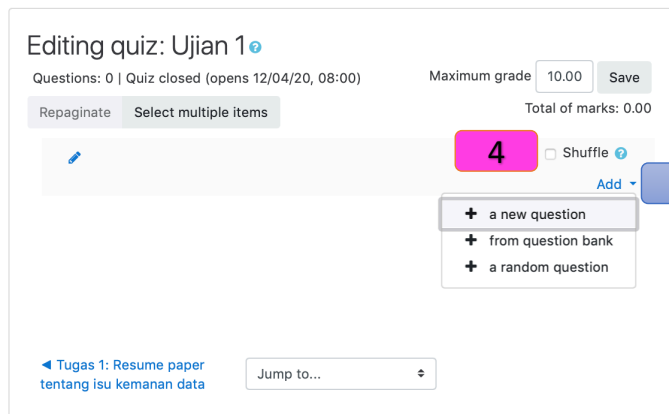 Editing quiz: Ujian 1
Questions: 0 | Quiz closed (opens 12/04/20, 08:00)
Maximum grade 10.00 Save
Repaginate Select multiple items
Total of marks: 0.00
4
Shuffle
Add
a new question
from question bank
a random question
◄ Tugas 1: Resume paper
tentang isu kemanan data
Jump to...